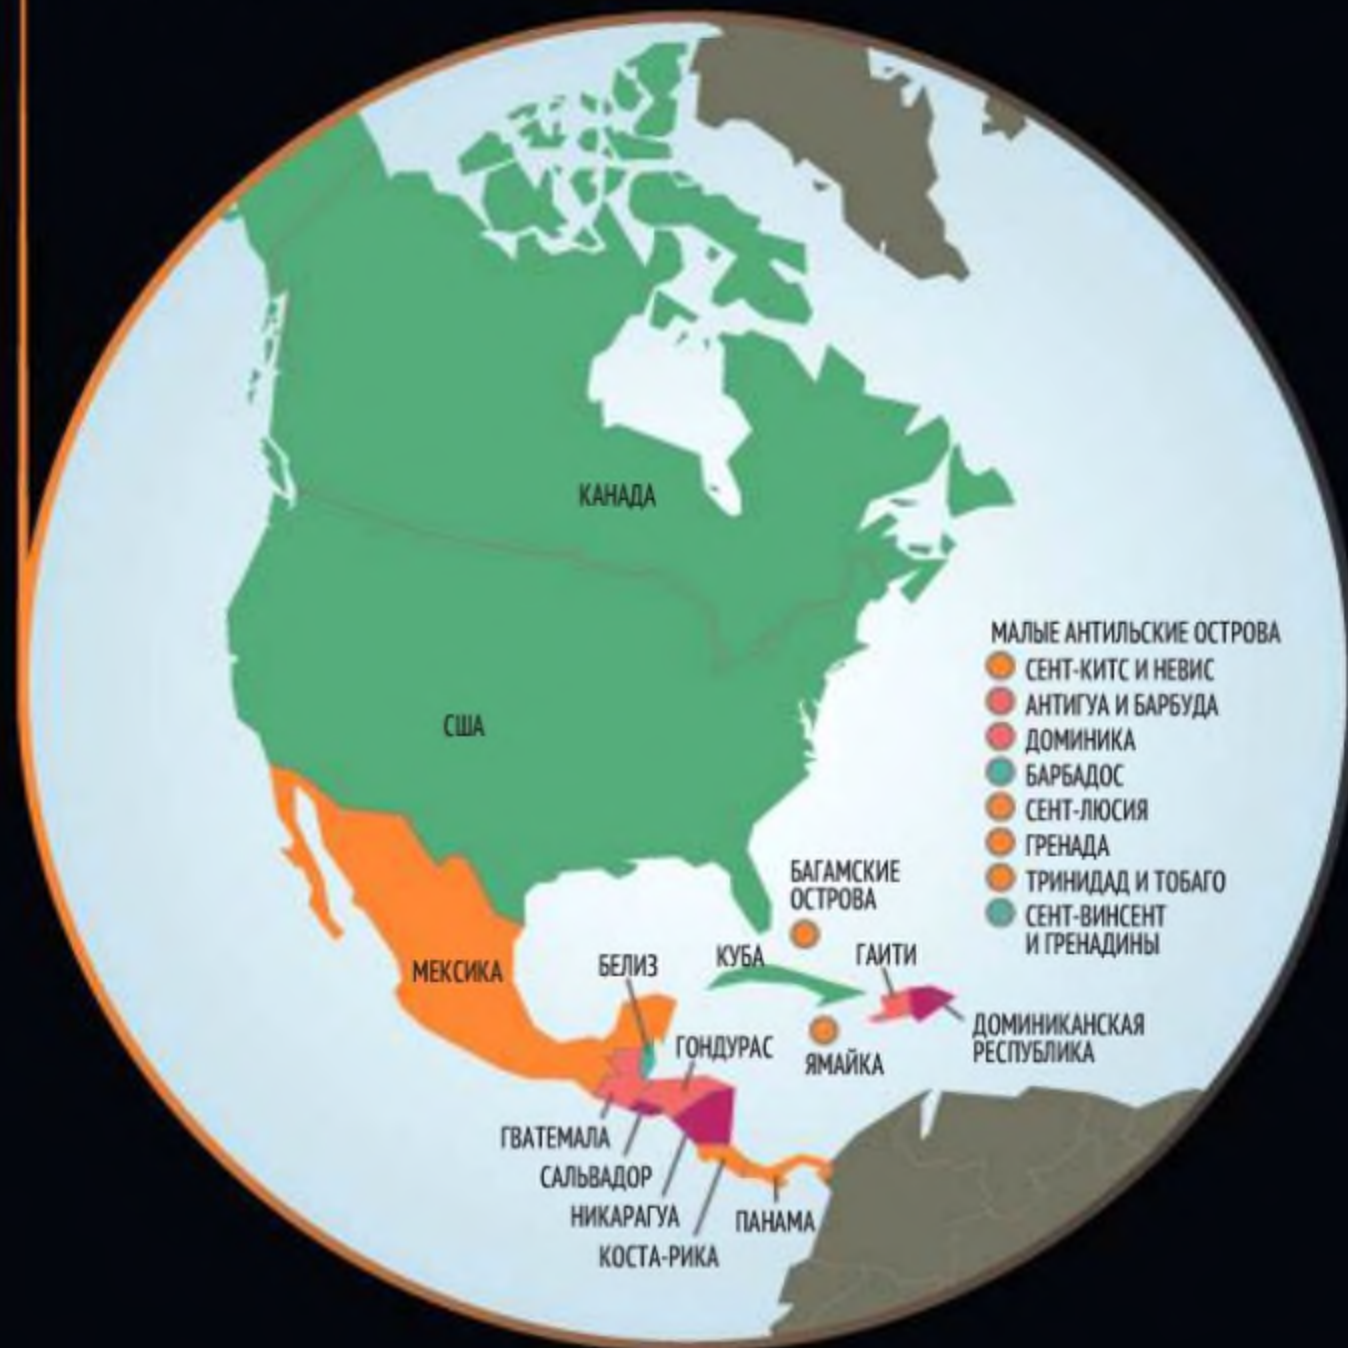 КАНАДА
США
МАЛЫЕ АНТИЛЬСКИЕ ОСТРОВА
СЕНТ-КИТС И НЕВИС
АНТИГУА И БАРБУДА
ДОМИНИКА
БАРБАДОС
СЕНТ-ЛЮСИЯ
ГРЕНАДА
ТРИНИДАД И ТОБАГО
СЕНТ-ВИНСЕНТ
И ГРЕНАДИНЫ
БАГАМСКИЕ
ОСТРОВА
МЕКСИКА
БЕЛИЗ
КУБА
ГАИТИ
ДОМИНИКАНСКАЯ
РЕСПУБЛИКА
ГОНДУРАС
ЯМАЙКА
ГВАТЕМАЛА
САЛЬВАДОР
НИКАРАГУА
ПАНАМА
КОСТА-РИКА